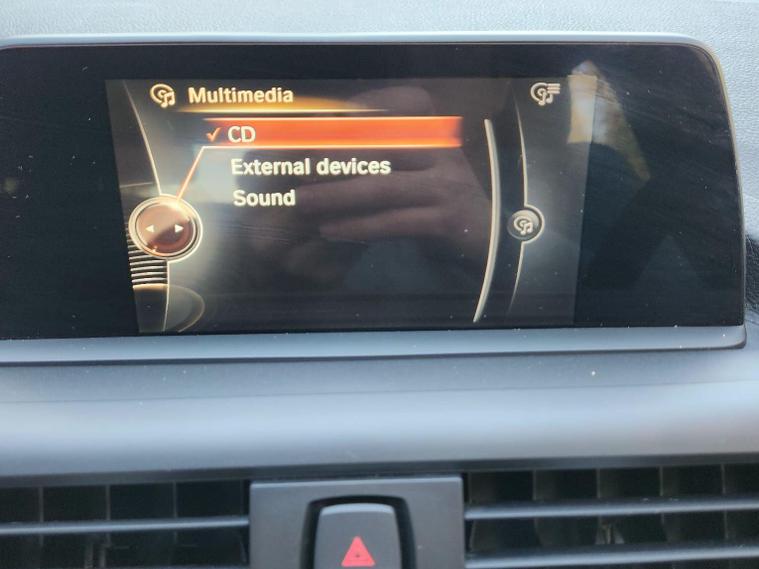 Multimedia
CD
External devices
Sound